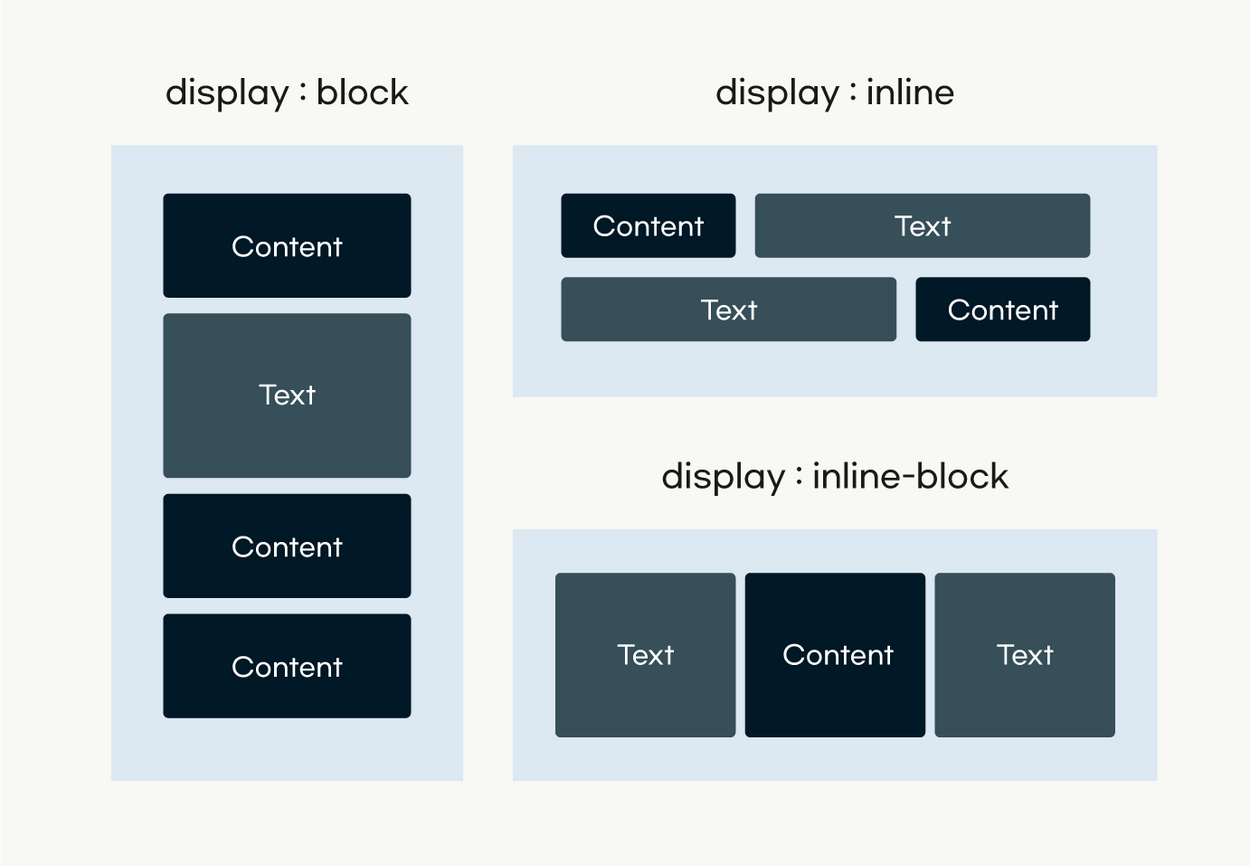 display : block
Content
Text
Content
Content
display : inline
Content
Text
Text
Content
display : inline-block
Text
Content
Text